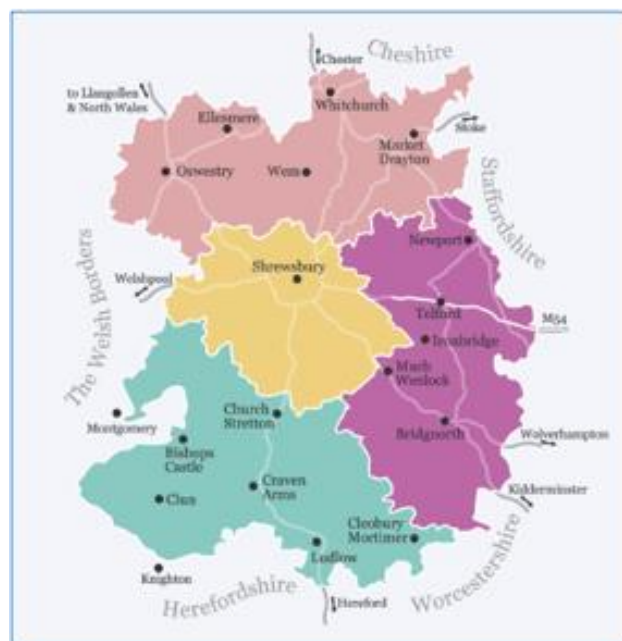 Cheshire
Chester
to Llangollen
& North Wales
Whitchurch
Ellesmere
Stoke
Market
Drayton
Oswestry
Wem
Staffordshire
Newport
Shrewsbury
Welshpool
The Welsh Borders
Telford
M54
Ironbridge
Much
Wenlock
Church
Stretton
Montgomery
Bridgnorth
Bishops
Castle
Wolverhampton
Craven
Arms
Clun
Kidderminster
Cleobury
Mortimer
Ludlow
Knighton
Herefordshire
Hereford
Worcestershire